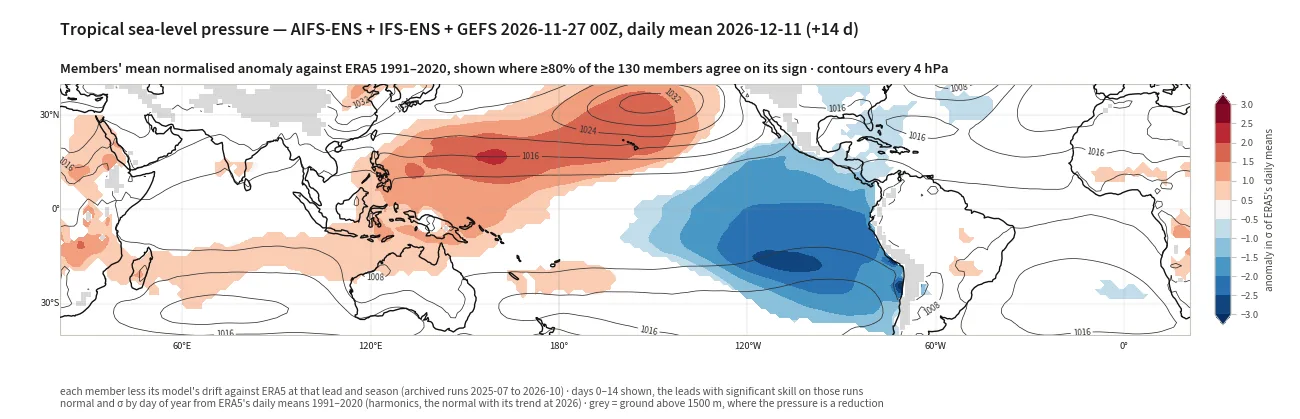 Tropical sea-level pressure — AIFS-ENS + IFS-ENS + GEFS 2026-11-27 00Z, daily mean 2026-12-11 (+14 d)
Members' mean normalised anomaly against ERA5 1991–2020, shown where ≥80% of the 130 members agree on its sign · contours every 4 hPa
30°N
0°
30°S
60°E
120°E
180°
120°W
60°W
0°
1016
1032
1024
1016
1032
1016
1008
1016
1016
1008
1016
1016
1008
1016
3.0
2.5
2.0
1.5
1.0
0.5
−0.5
−1.0
−1.5
−2.0
−2.5
−3.0
anomaly in σ of ERA5's daily means
each member less its model's drift against ERA5 at that lead and season (archived runs 2025-07 to 2026-10) · days 0–14 shown, the leads with significant skill on those runs
normal and σ by day of year from ERA5's daily means 1991–2020 (harmonics, the normal with its trend at 2026) · grey = ground above 1500 m, where the pressure is a reduction